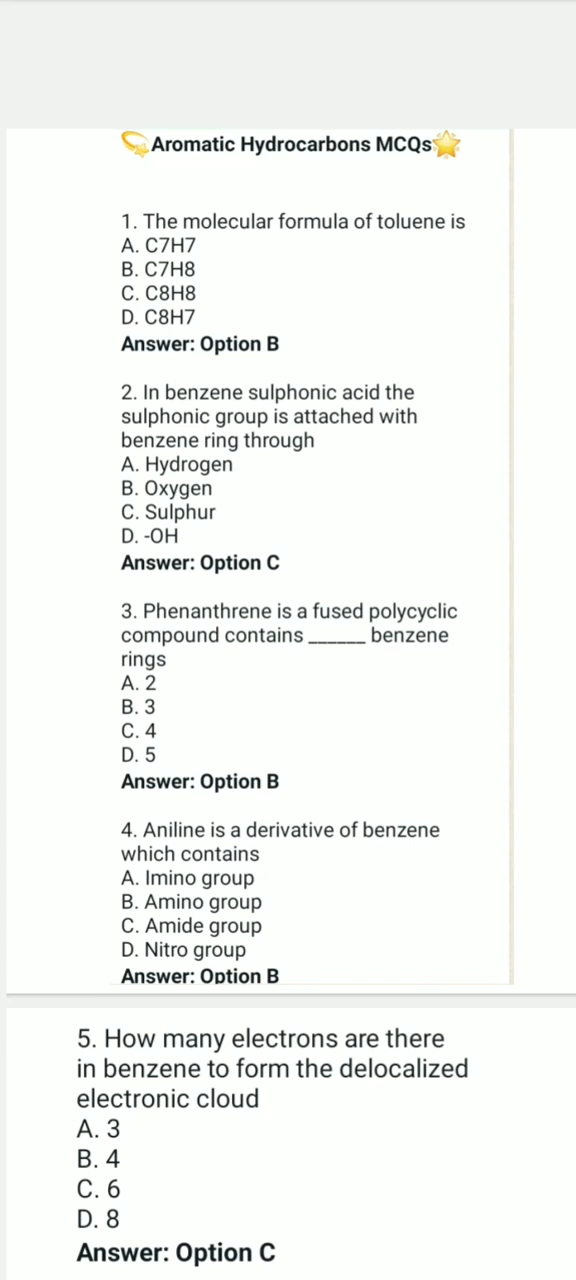 💫Aromatic Hydrocarbons MCQs🌟
1. The molecular formula of toluene is
A. C7H7
B. C7H8
C. C8H8
D. C8H7
Answer: Option B
2. In benzene sulphonic acid the
sulphonic group is attached with
benzene ring through
A. Hydrogen
B. Oxygen
C. Sulphur
D. -OH
Answer: Option C
3. Phenanthrene is a fused polycyclic
compound contains ______ benzene
rings
A. 2
B. 3
C. 4
D. 5
Answer: Option B
4. Aniline is a derivative of benzene
which contains
A. Imino group
B. Amino group
C. Amide group
D. Nitro group
Answer: Option B
5. How many electrons are there
in benzene to form the delocalized
electronic cloud
A. 3
B. 4
C. 6
D. 8
Answer: Option C